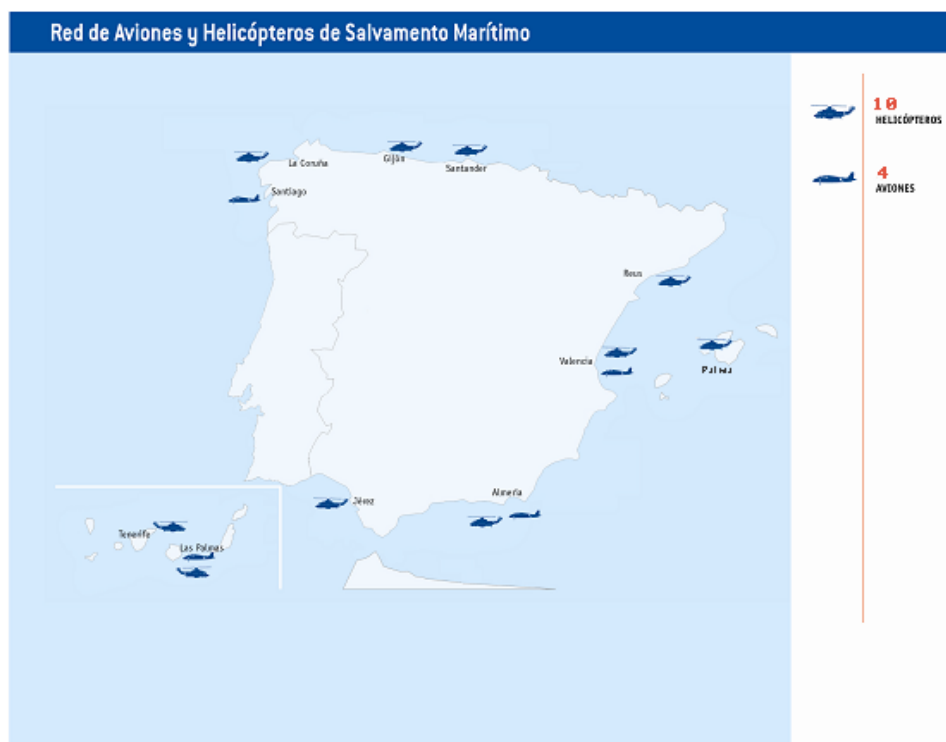 Red de Aviones y Helicópteros de Salvamento Marítimo
10
HELICÓPTEROS
4
AVIONES
La Coruña
Gijón
Santander
Santiago
Reus
Valencia
Palma
Jérez
Almería
Tenerife
Las Palmas